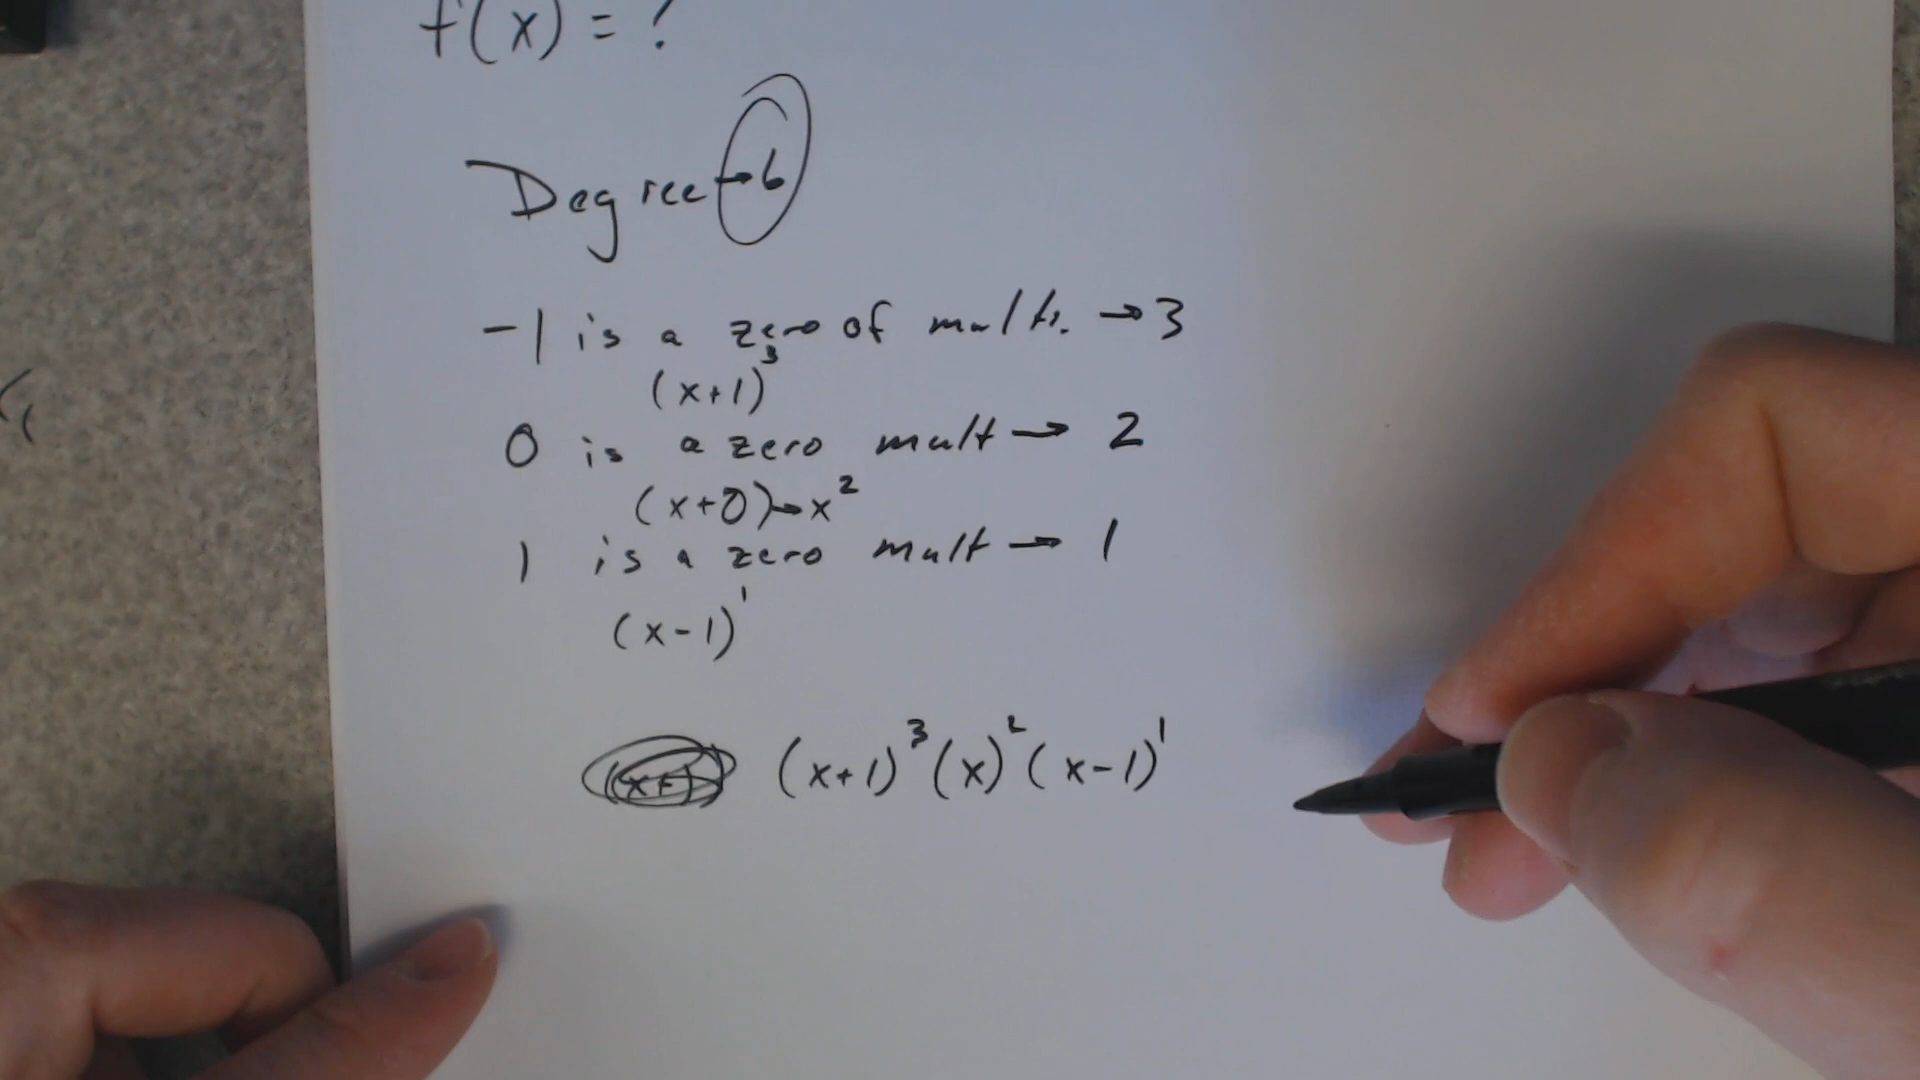 f(x) = ?
Degree → 6
-1 is a zero of mult. → 3
(x+1)³
0 is a zero mult → 2
(x+0) → x²
1 is a zero mult → 1
(x-1)¹
(x+1)³(x)²(x-1)¹